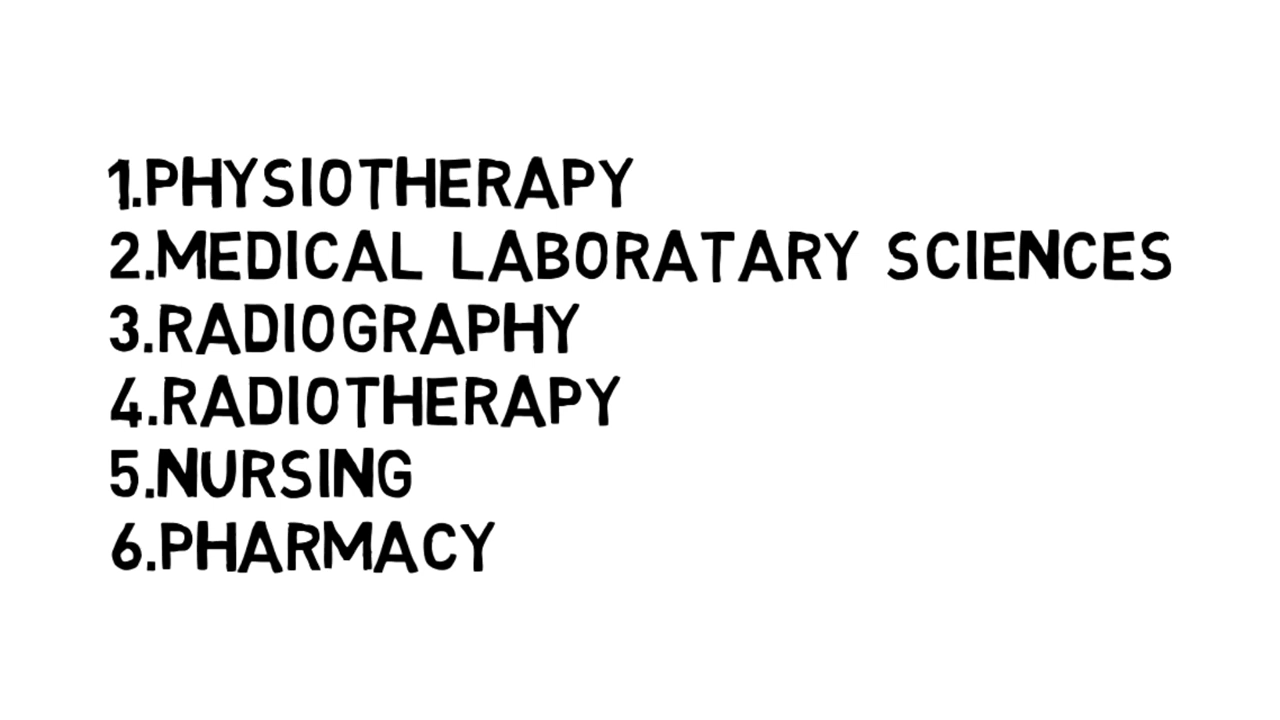 1.PHYSIOTHERAPY
2.MEDICAL LABORATARY SCIENCES
3.RADIOGRAPHY
4.RADIOTHERAPY
5.NURSING
6.PHARMACY